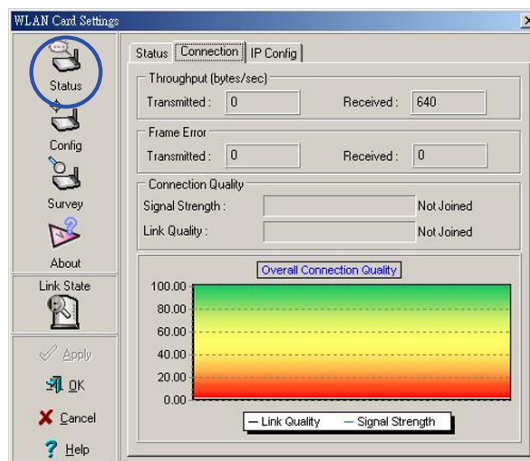 WLAN Card Settings
Status
Config
Survey
About
Link State
Apply
OK
Cancel
Help
Status Connection IP Config
Throughput (bytes/sec)
Transmitted : 0 Received : 640
Frame Error
Transmitted : 0 Received : 0
Connection Quality
Signal Strength : Not Joined
Link Quality : Not Joined
Overall Connection Quality
100.00
80.00
60.00
40.00
20.00
0.00
Link Quality Signal Strength